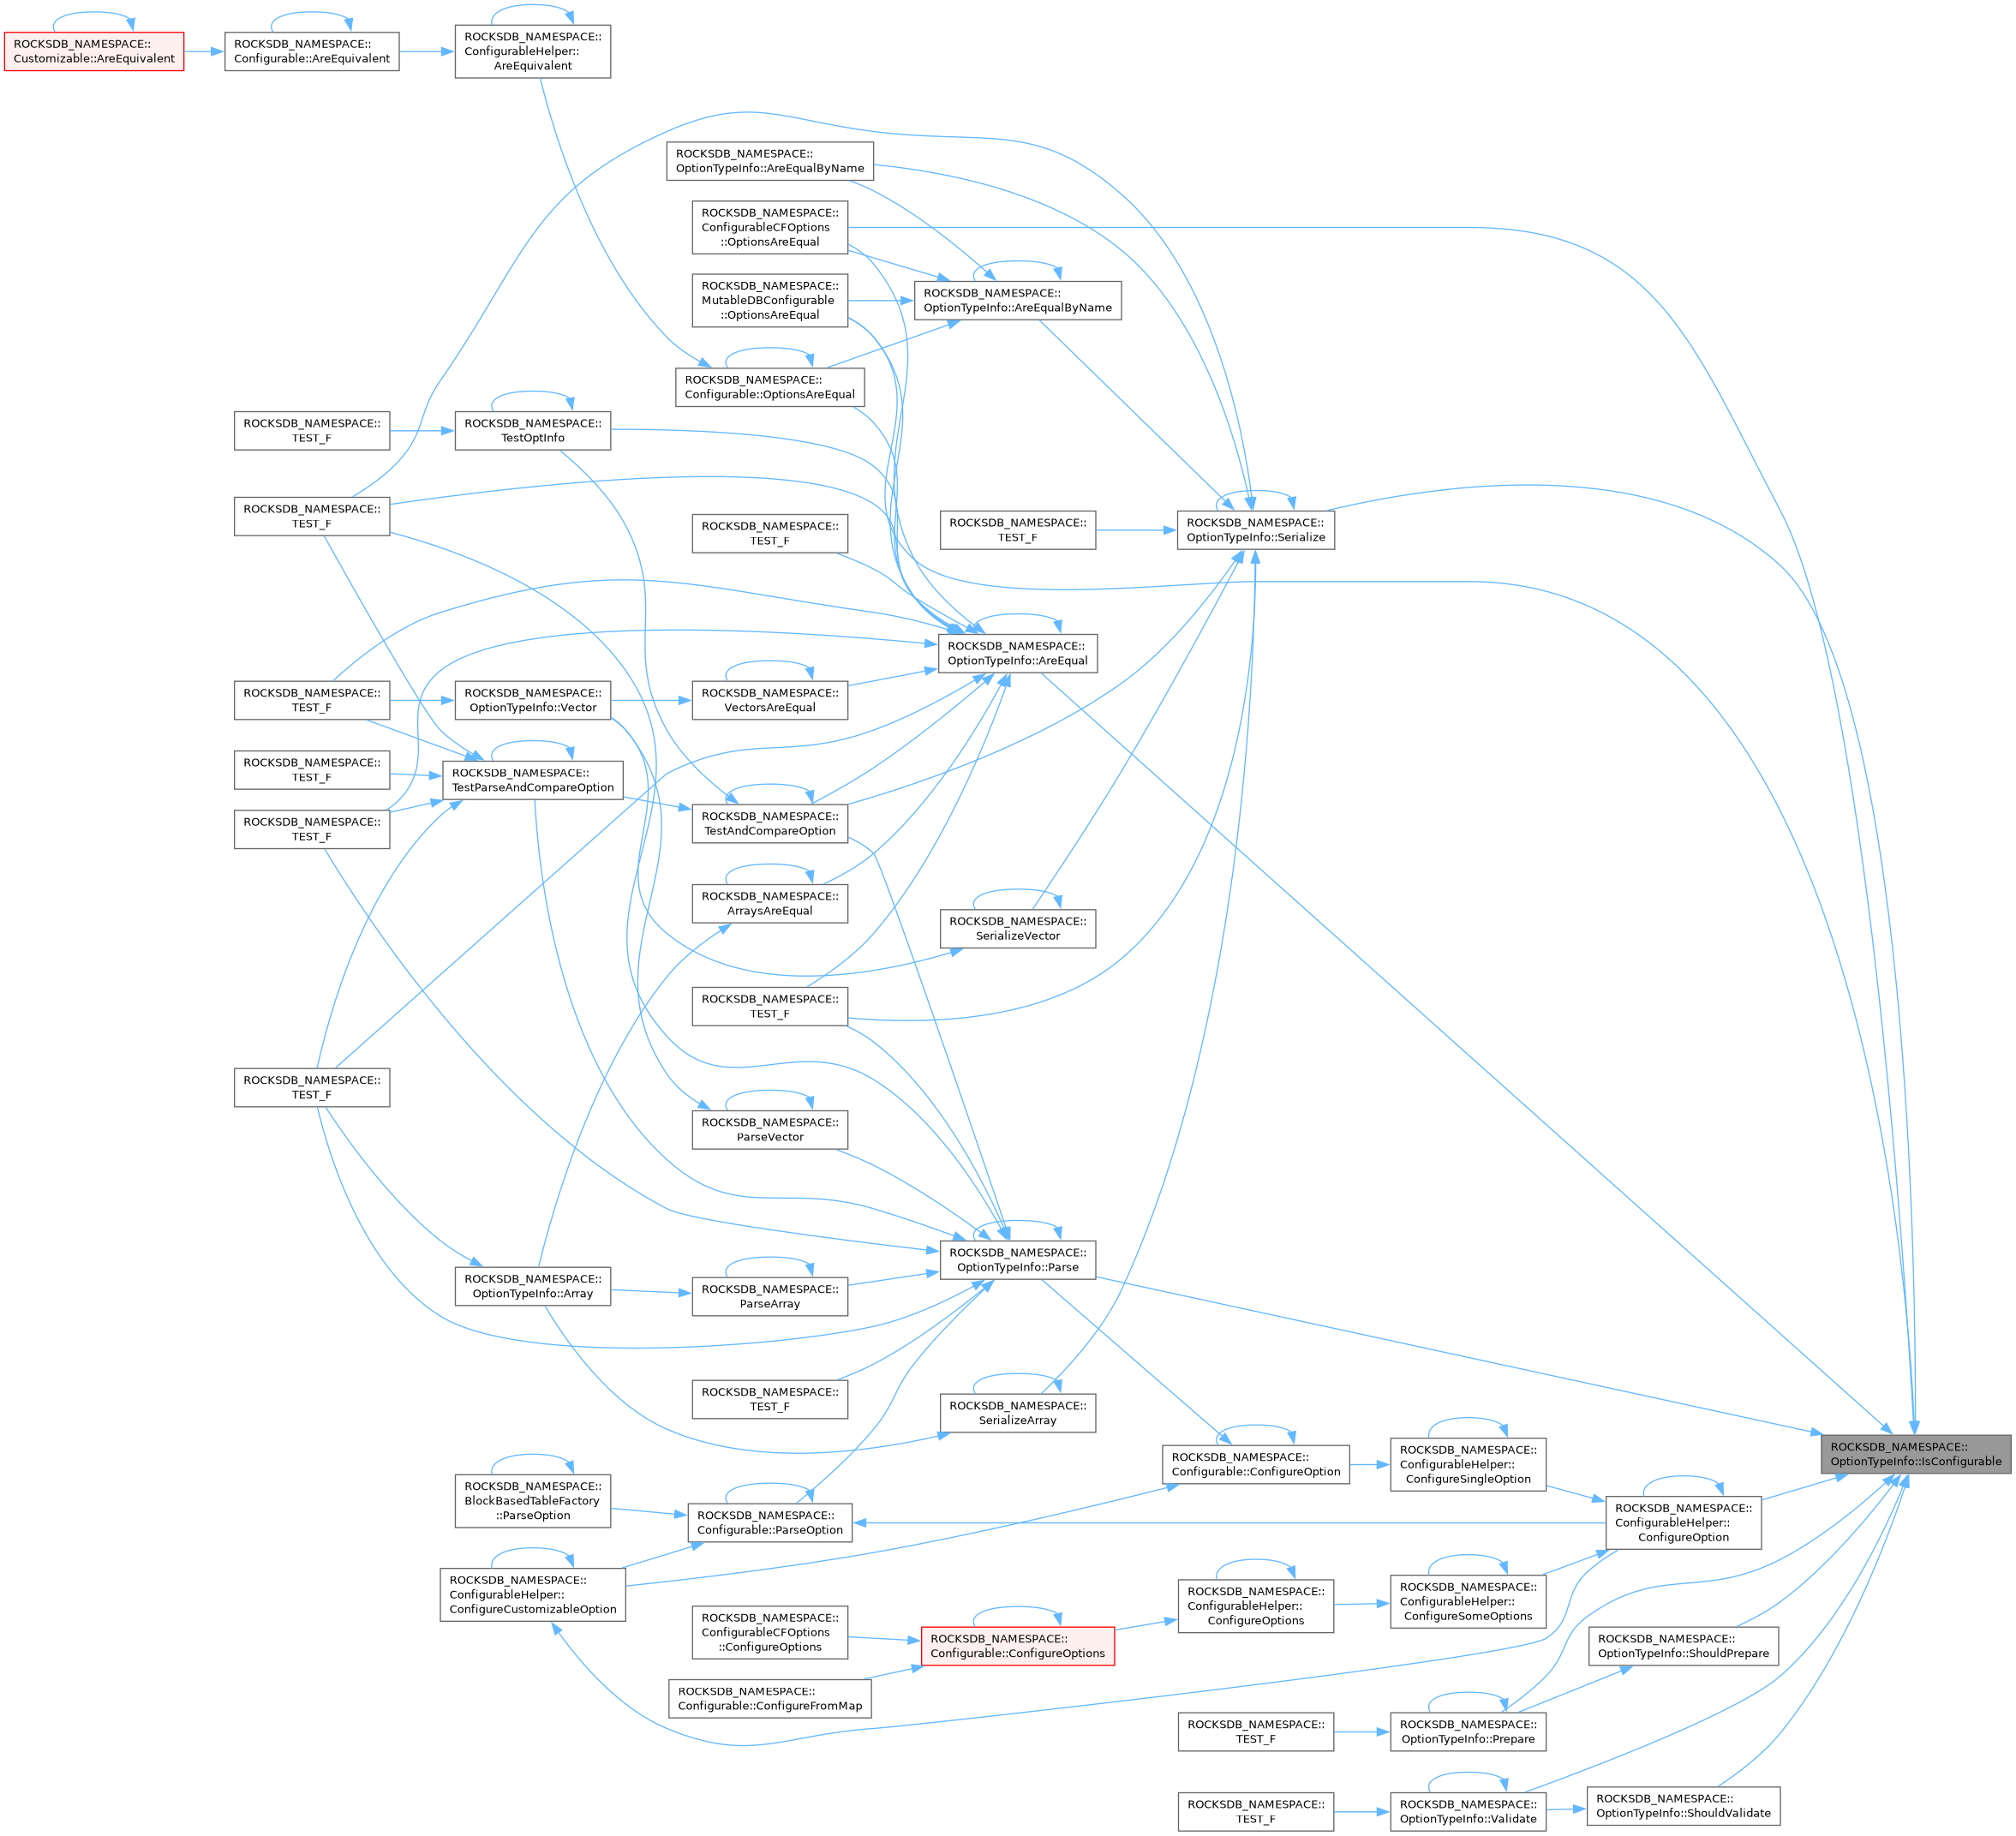 ROCKSDB_NAMESPACE::
Customizable::AreEquivalent
ROCKSDB_NAMESPACE::
Configurable::AreEquivalent
ROCKSDB_NAMESPACE::
ConfigurableHelper::
AreEquivalent
ROCKSDB_NAMESPACE::
OptionTypeInfo::AreEqualByName
ROCKSDB_NAMESPACE::
ConfigurableCFOptions
::OptionsAreEqual
ROCKSDB_NAMESPACE::
MutableDBConfigurable
::OptionsAreEqual
ROCKSDB_NAMESPACE::
OptionTypeInfo::AreEqualByName
ROCKSDB_NAMESPACE::
Configurable::OptionsAreEqual
ROCKSDB_NAMESPACE::
TEST_F
ROCKSDB_NAMESPACE::
TestOptInfo
ROCKSDB_NAMESPACE::
TEST_F
ROCKSDB_NAMESPACE::
TEST_F
ROCKSDB_NAMESPACE::
TEST_F
ROCKSDB_NAMESPACE::
OptionTypeInfo::Serialize
ROCKSDB_NAMESPACE::
OptionTypeInfo::AreEqual
ROCKSDB_NAMESPACE::
TEST_F
ROCKSDB_NAMESPACE::
OptionTypeInfo::Vector
ROCKSDB_NAMESPACE::
VectorsAreEqual
ROCKSDB_NAMESPACE::
TEST_F
ROCKSDB_NAMESPACE::
TestParseAndCompareOption
ROCKSDB_NAMESPACE::
TEST_F
ROCKSDB_NAMESPACE::
TestAndCompareOption
ROCKSDB_NAMESPACE::
ArraysAreEqual
ROCKSDB_NAMESPACE::
SerializeVector
ROCKSDB_NAMESPACE::
TEST_F
ROCKSDB_NAMESPACE::
TEST_F
ROCKSDB_NAMESPACE::
ParseVector
ROCKSDB_NAMESPACE::
OptionTypeInfo::Parse
ROCKSDB_NAMESPACE::
OptionTypeInfo::Array
ROCKSDB_NAMESPACE::
ParseArray
ROCKSDB_NAMESPACE::
TEST_F
ROCKSDB_NAMESPACE::
SerializeArray
ROCKSDB_NAMESPACE::
Configurable::ConfigureOption
ROCKSDB_NAMESPACE::
ConfigurableHelper::
ConfigureSingleOption
ROCKSDB_NAMESPACE::
OptionTypeInfo::IsConfigurable
ROCKSDB_NAMESPACE::
BlockBasedTableFactory
::ParseOption
ROCKSDB_NAMESPACE::
Configurable::ParseOption
ROCKSDB_NAMESPACE::
ConfigurableHelper::
ConfigureOption
ROCKSDB_NAMESPACE::
ConfigurableHelper::
ConfigureCustomizableOption
ROCKSDB_NAMESPACE::
ConfigurableCFOptions
::ConfigureOptions
ROCKSDB_NAMESPACE::
Configurable::ConfigureOptions
ROCKSDB_NAMESPACE::
ConfigurableHelper::
ConfigureOptions
ROCKSDB_NAMESPACE::
ConfigurableHelper::
ConfigureSomeOptions
ROCKSDB_NAMESPACE::
OptionTypeInfo::ShouldPrepare
ROCKSDB_NAMESPACE::
Configurable::ConfigureFromMap
ROCKSDB_NAMESPACE::
TEST_F
ROCKSDB_NAMESPACE::
OptionTypeInfo::Prepare
ROCKSDB_NAMESPACE::
TEST_F
ROCKSDB_NAMESPACE::
OptionTypeInfo::Validate
ROCKSDB_NAMESPACE::
OptionTypeInfo::ShouldValidate